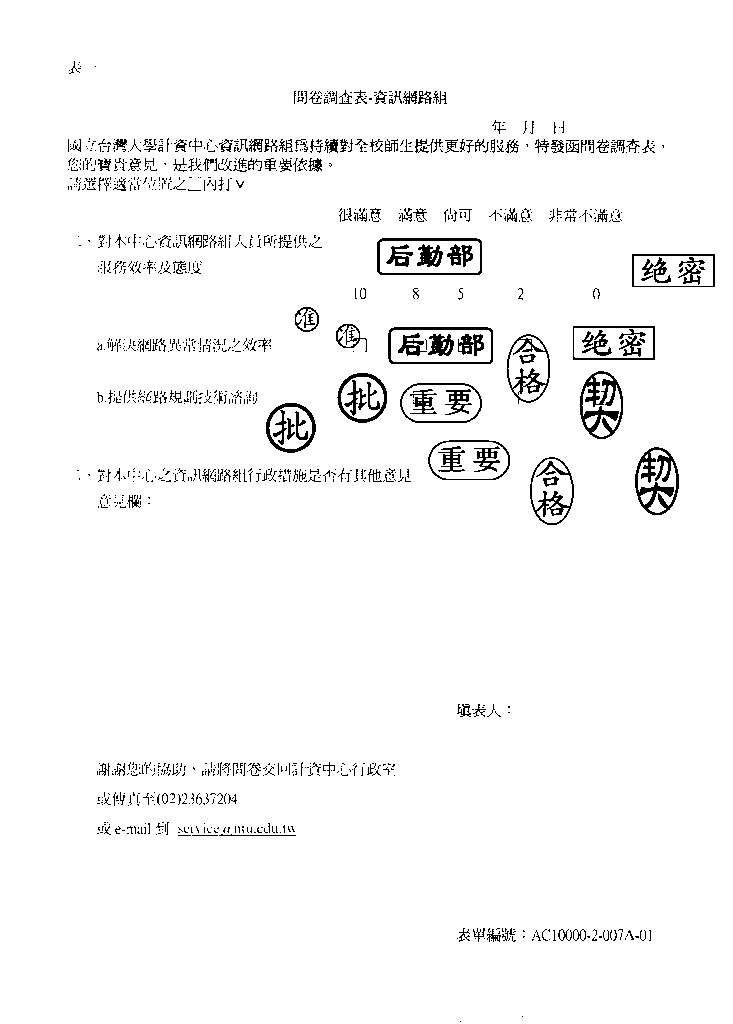 表一
問卷調查表-資訊網路組
年 月 日
國立台灣大學計資中心資訊網路組為持續對全校師生提供更好的服務，特發函問卷調查表，
您的寶貴意見，是我們改進的重要依據。
請選擇適當位置之□內打∨
很滿意 滿意 尚可 不滿意 非常不滿意
對本中心資訊網路組人員所提供之
服務效率及態度
后勤部
绝密
10 8 5 2 0
准
a.解決網路異常情況之效率
准 后勤部 合格 绝密
b.提供網路規劃技術諮詢
批 重要 契
批
重要
對本中心之資訊網路組行政措施是否有其他意見
合格 契
意見欄：
填表人：
謝謝您的協助，請將問卷交回計資中心行政室
或傳真至(02)23637204
或 e-mail 到 service@ntu.edu.tw
表單編號：AC10000-2-007A-01